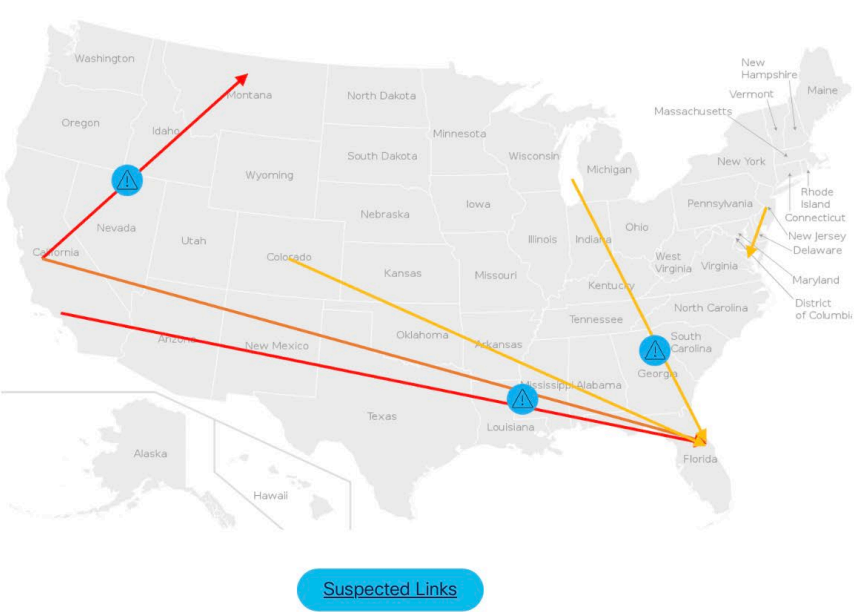 New
Hampshire
Washington
Maine
Vermont
Montana
North Dakota
Massachusetts
Oregon
Idaho
Minnesota
South Dakota
Wisconsin
Michigan
New York
Wyoming
Rhode
Island
Pennsylvania
Iowa
Nebraska
Connecticut
Nevada
Ohio
New Jersey
Utah
Illinois
Indiana
Delaware
California
Colorado
West
Virginia
Virginia
Kansas
Missouri
Maryland
Kentucky
District
of Columbi
North Carolina
Tennessee
Oklahoma
South
Carolina
Arizona
New Mexico
Arkansas
Georgia
Mississippi
Alabama
Texas
Louisiana
Alaska
Florida
Hawaii
Suspected Links